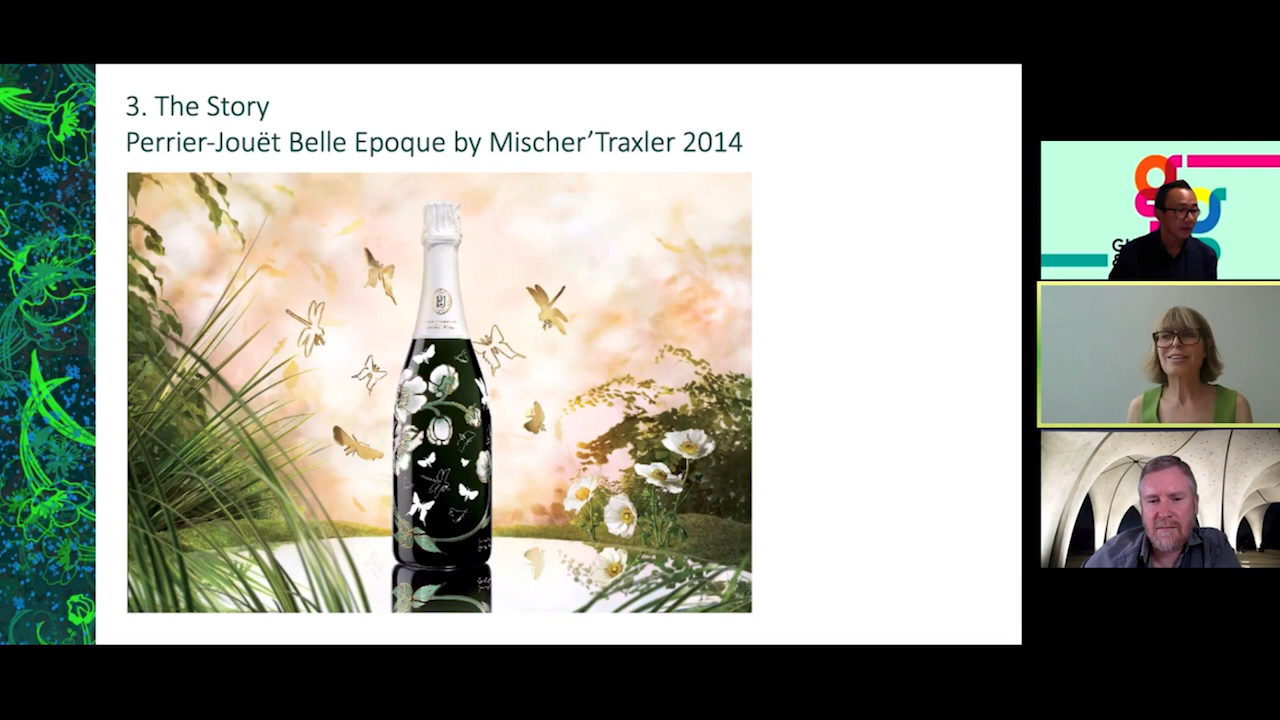 3. The Story
Perrier-Jouët Belle Epoque by Mischer’Traxler 2014